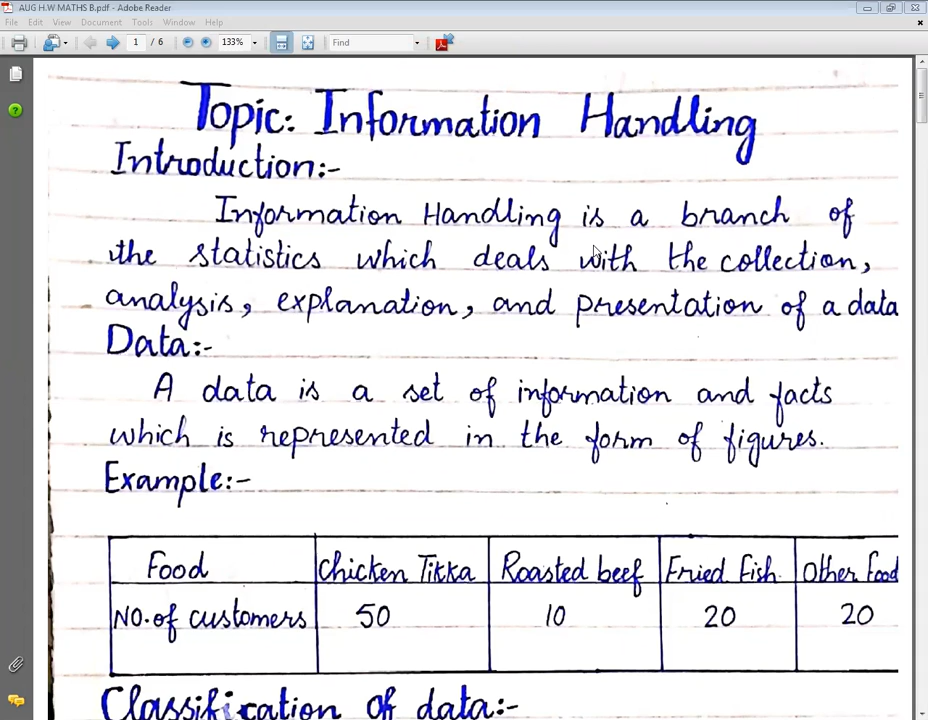 AUG H.W MATHS B.pdf - Adobe Reader
File Edit View Document Tools Window Help
1 / 6 133% Find
Topic: Information Handling
Introduction:-
Information Handling is a branch of
the statistics which deals with the collection,
analysis, explanation, and presentation of a data
Data:-
A data is a set of information and facts
which is represented in the form of figures.
Example:-
Food Chicken Tikka Roasted beef Fried Fish Other Food
NO. of customers 50 10 20 20
Classification of data:-